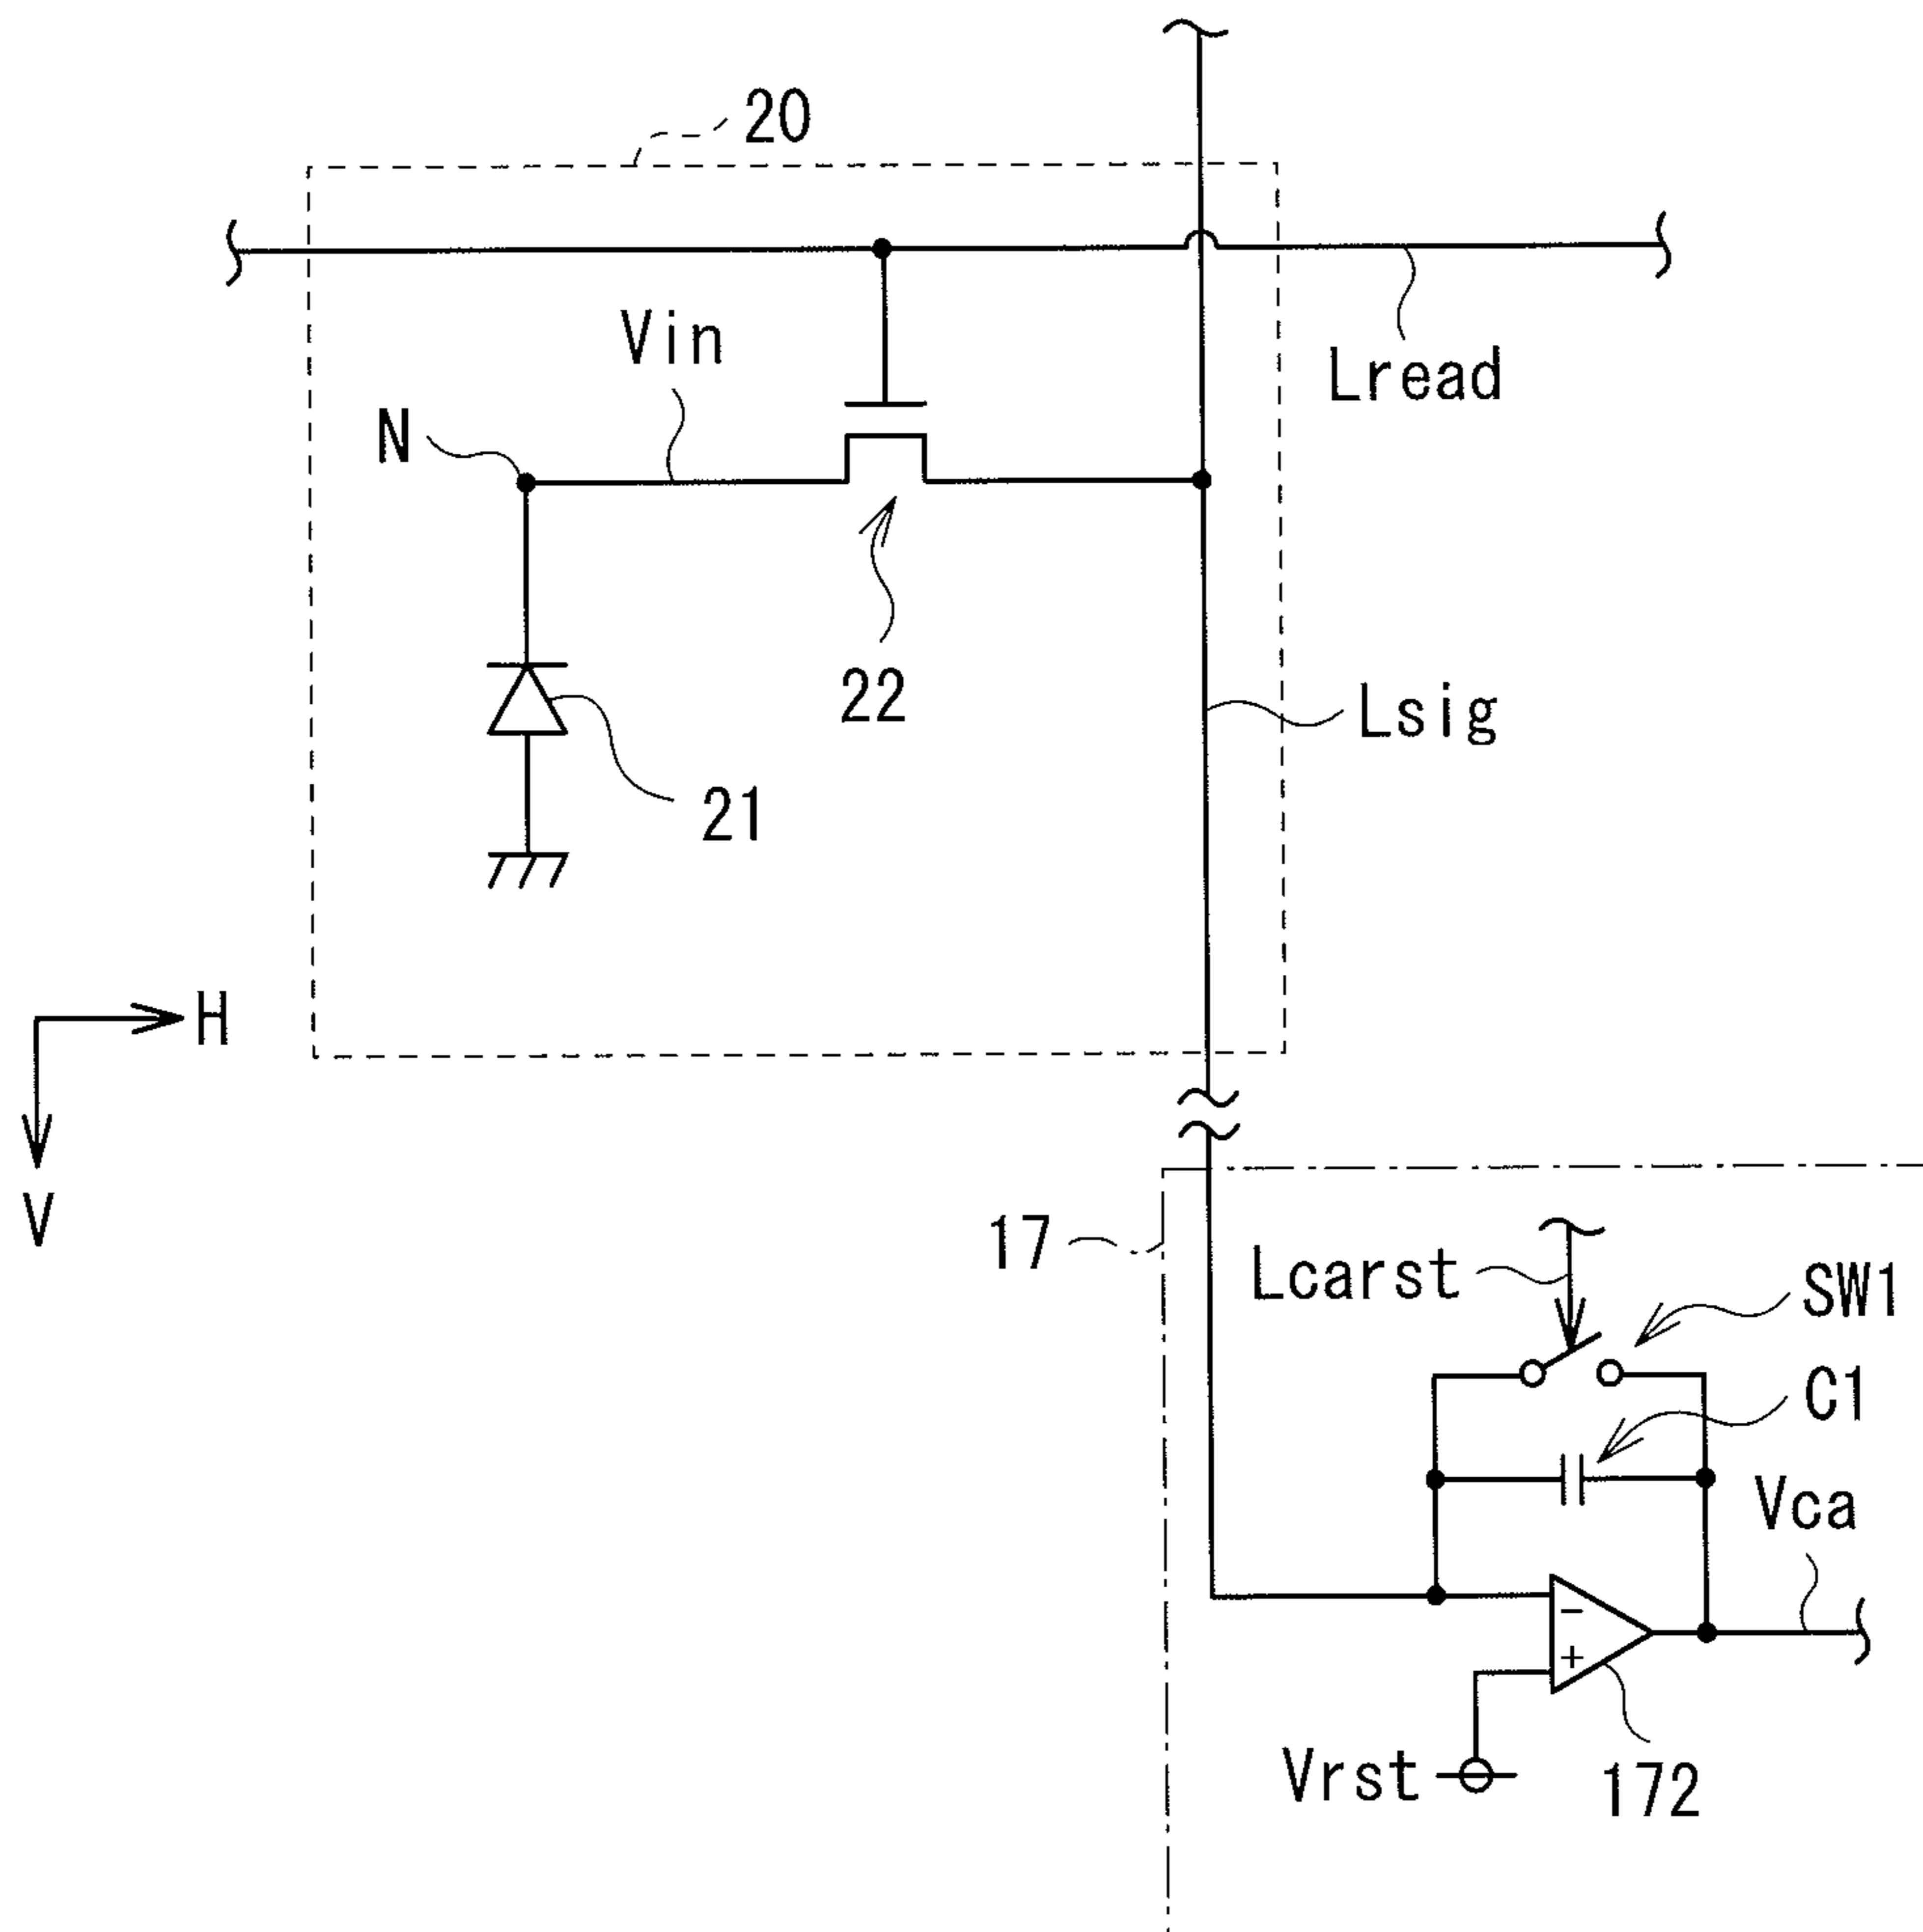 20
Vin
Lread
N
22
Lsig
21
H
V
17
Lcarst
SW1
C1
Vca
−
+
Vrst
172